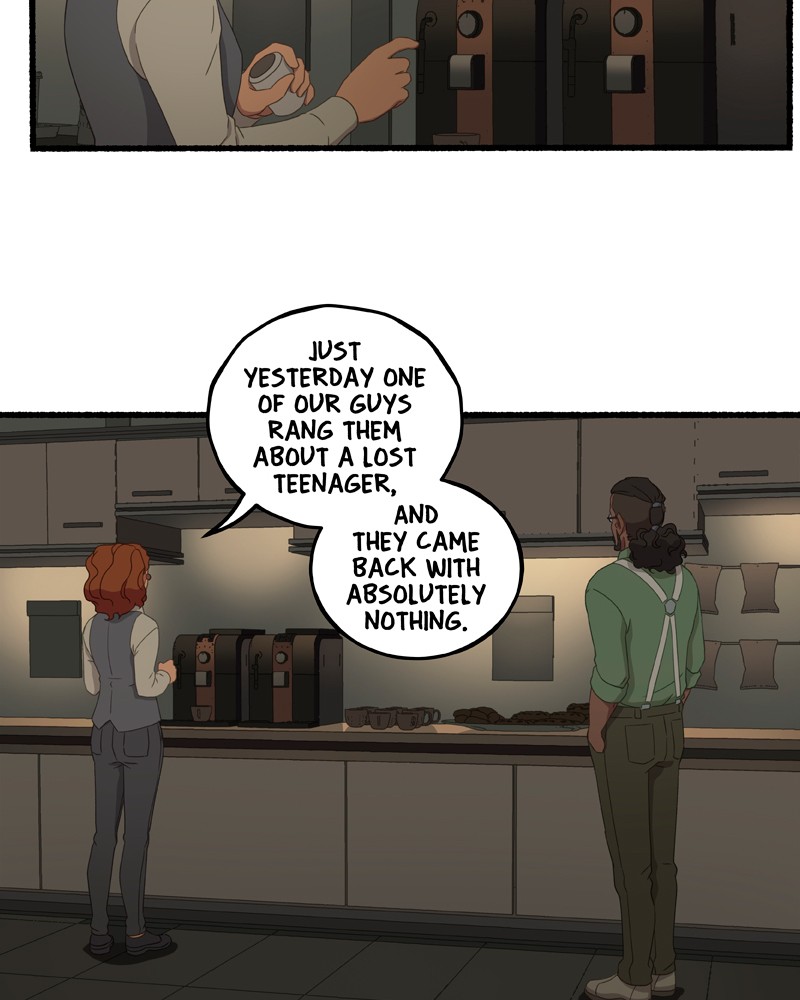 JUST
YESTERDAY ONE
OF OUR GUYS
RANG THEM
ABOUT A LOST
TEENAGER,
AND
THEY CAME
BACK WITH
ABSOLUTELY
NOTHING.